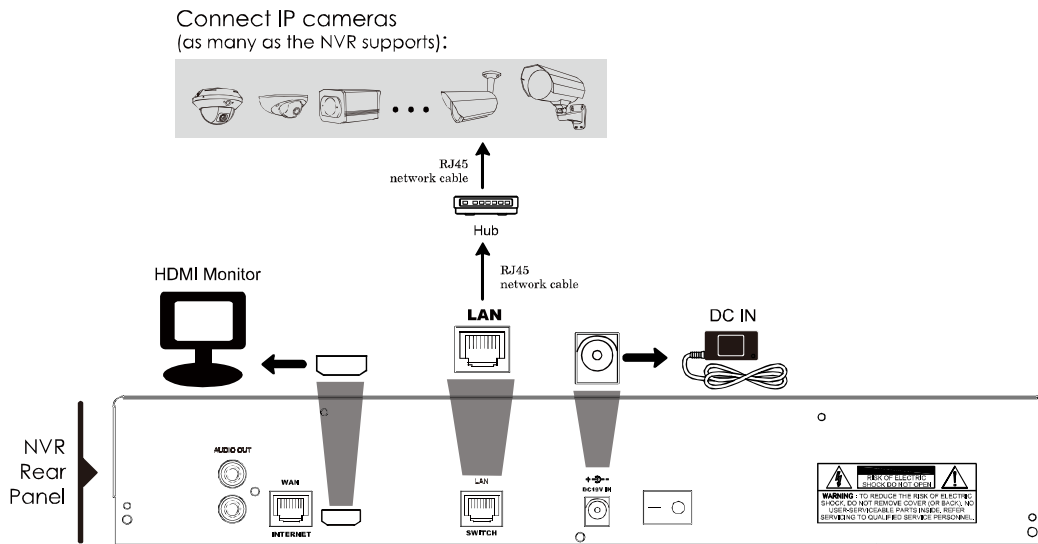 Connect IP cameras
(as many as the NVR supports):
RJ45
network cable
Hub
RJ45
network cable
HDMI Monitor
LAN
DC IN
NVR
Rear
Panel
AUDIO OUT
WAN
INTERNET
LAN
SWITCH
DC19V IN
RISK OF ELECTRIC
SHOCK DO NOT OPEN
WARNING : TO REDUCE THE RISK OF ELECTRIC
SHOCK, DO NOT REMOVE COVER (OR BACK), NO
USER-SERVICEABLE PARTS INSIDE, REFER
SERVICING TO QUALIFIED SERVICE PERSONNEL.